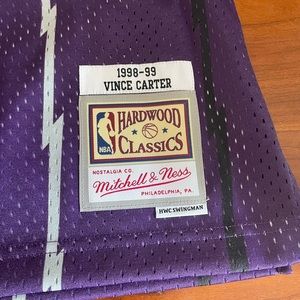 1998-99
VINCE CARTER
HARDWOOD
NBA
CLASSICS
NOSTALGIA CO.
Mitchell & Ness
PHILADELPHIA, PA.
HWC SWINGMAN